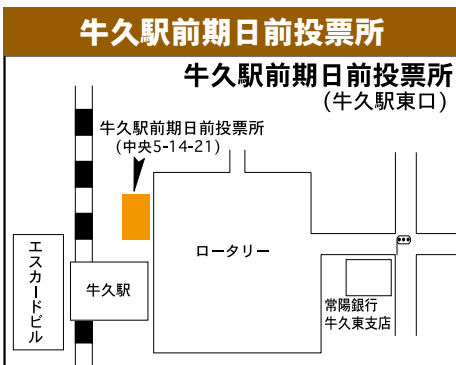 牛久駅前期日前投票所
牛久駅前期日前投票所
(牛久駅東口)
牛久駅前期日前投票所
(中央5-14-21)
エスカードビル
牛久駅
ロータリー
常陽銀行
牛久東支店